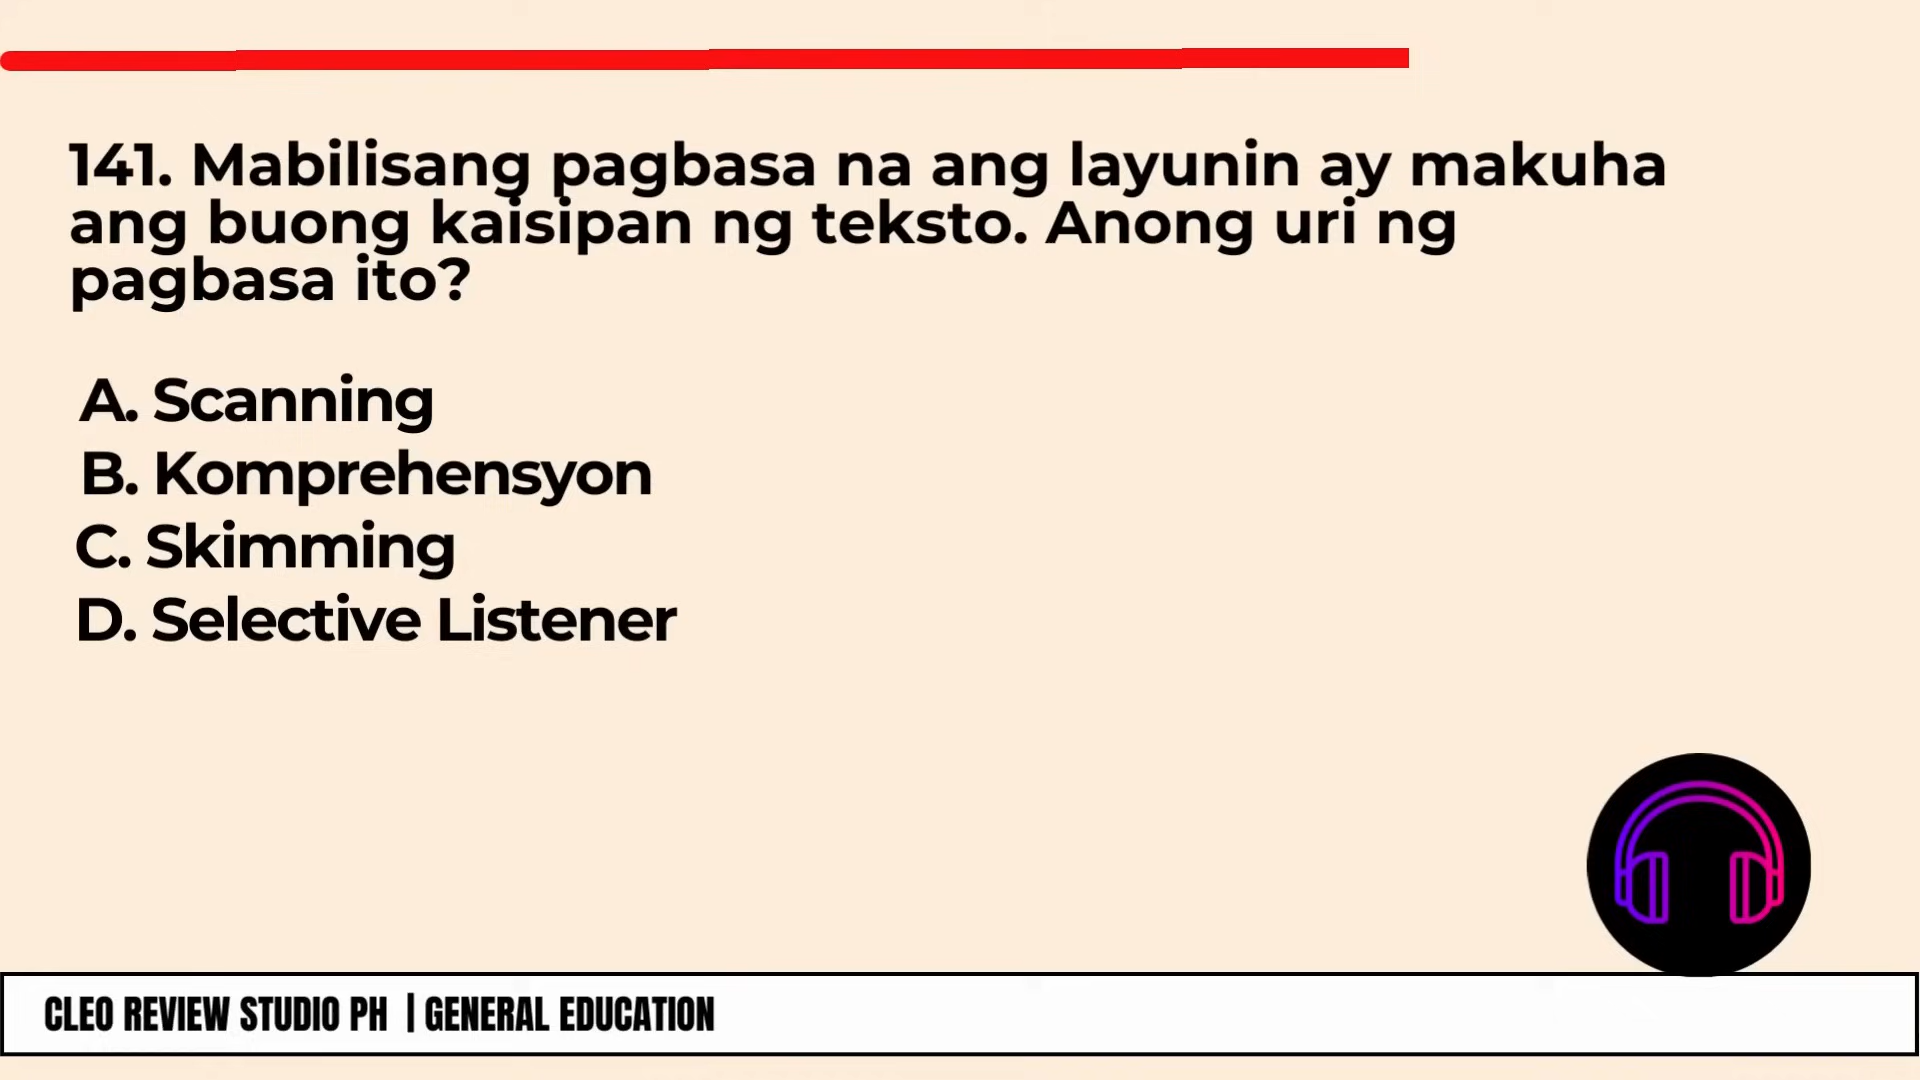 141. Mabilisang pagbasa na ang layunin ay makuha
ang buong kaisipan ng teksto. Anong uri ng
pagbasa ito?
A. Scanning
B. Komprehensyon
C. Skimming
D. Selective Listener
CLEO REVIEW STUDIO PH | GENERAL EDUCATION